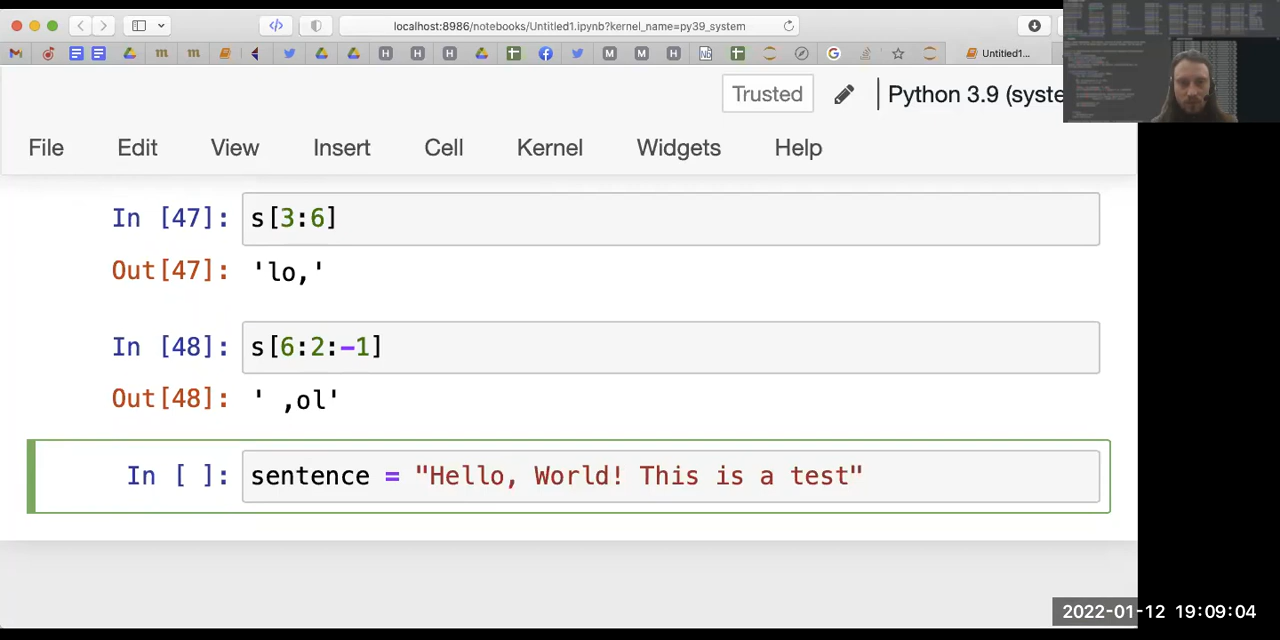 localhost:8986/notebooks/Untitled1.ipynb?kernel_name=py39_system
Untitled1...
Trusted
Python 3.9 (syste
File Edit View Insert Cell Kernel Widgets Help
In [47]: s[3:6]
Out[47]: 'lo,'
In [48]: s[6:2:-1]
Out[48]: ' ,ol'
In [ ]: sentence = "Hello, World! This is a test"
2022-01-12 19:09:04